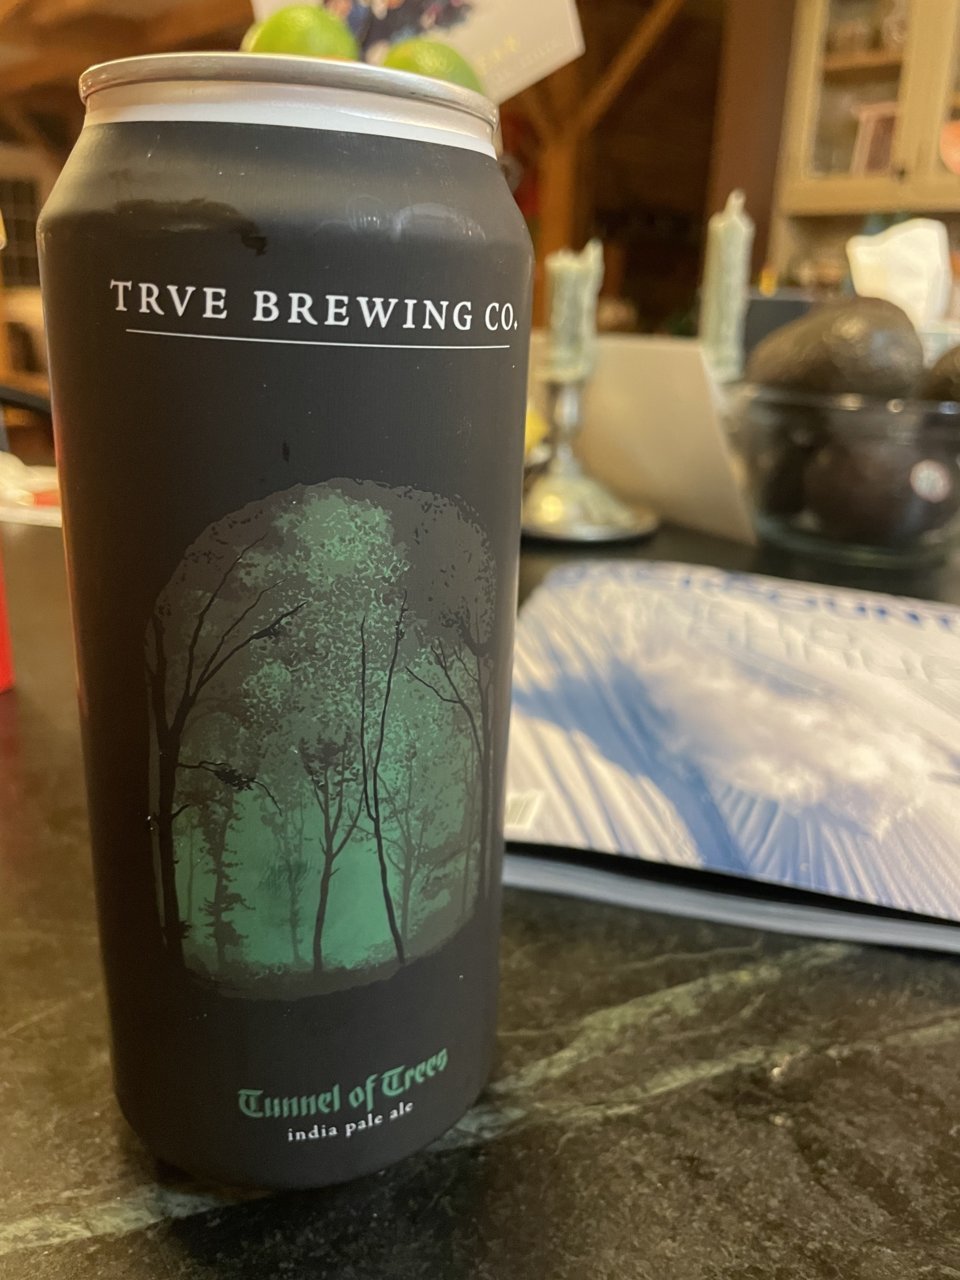 TRVE BREWING CO.
Tunnel of Trees
india pale ale